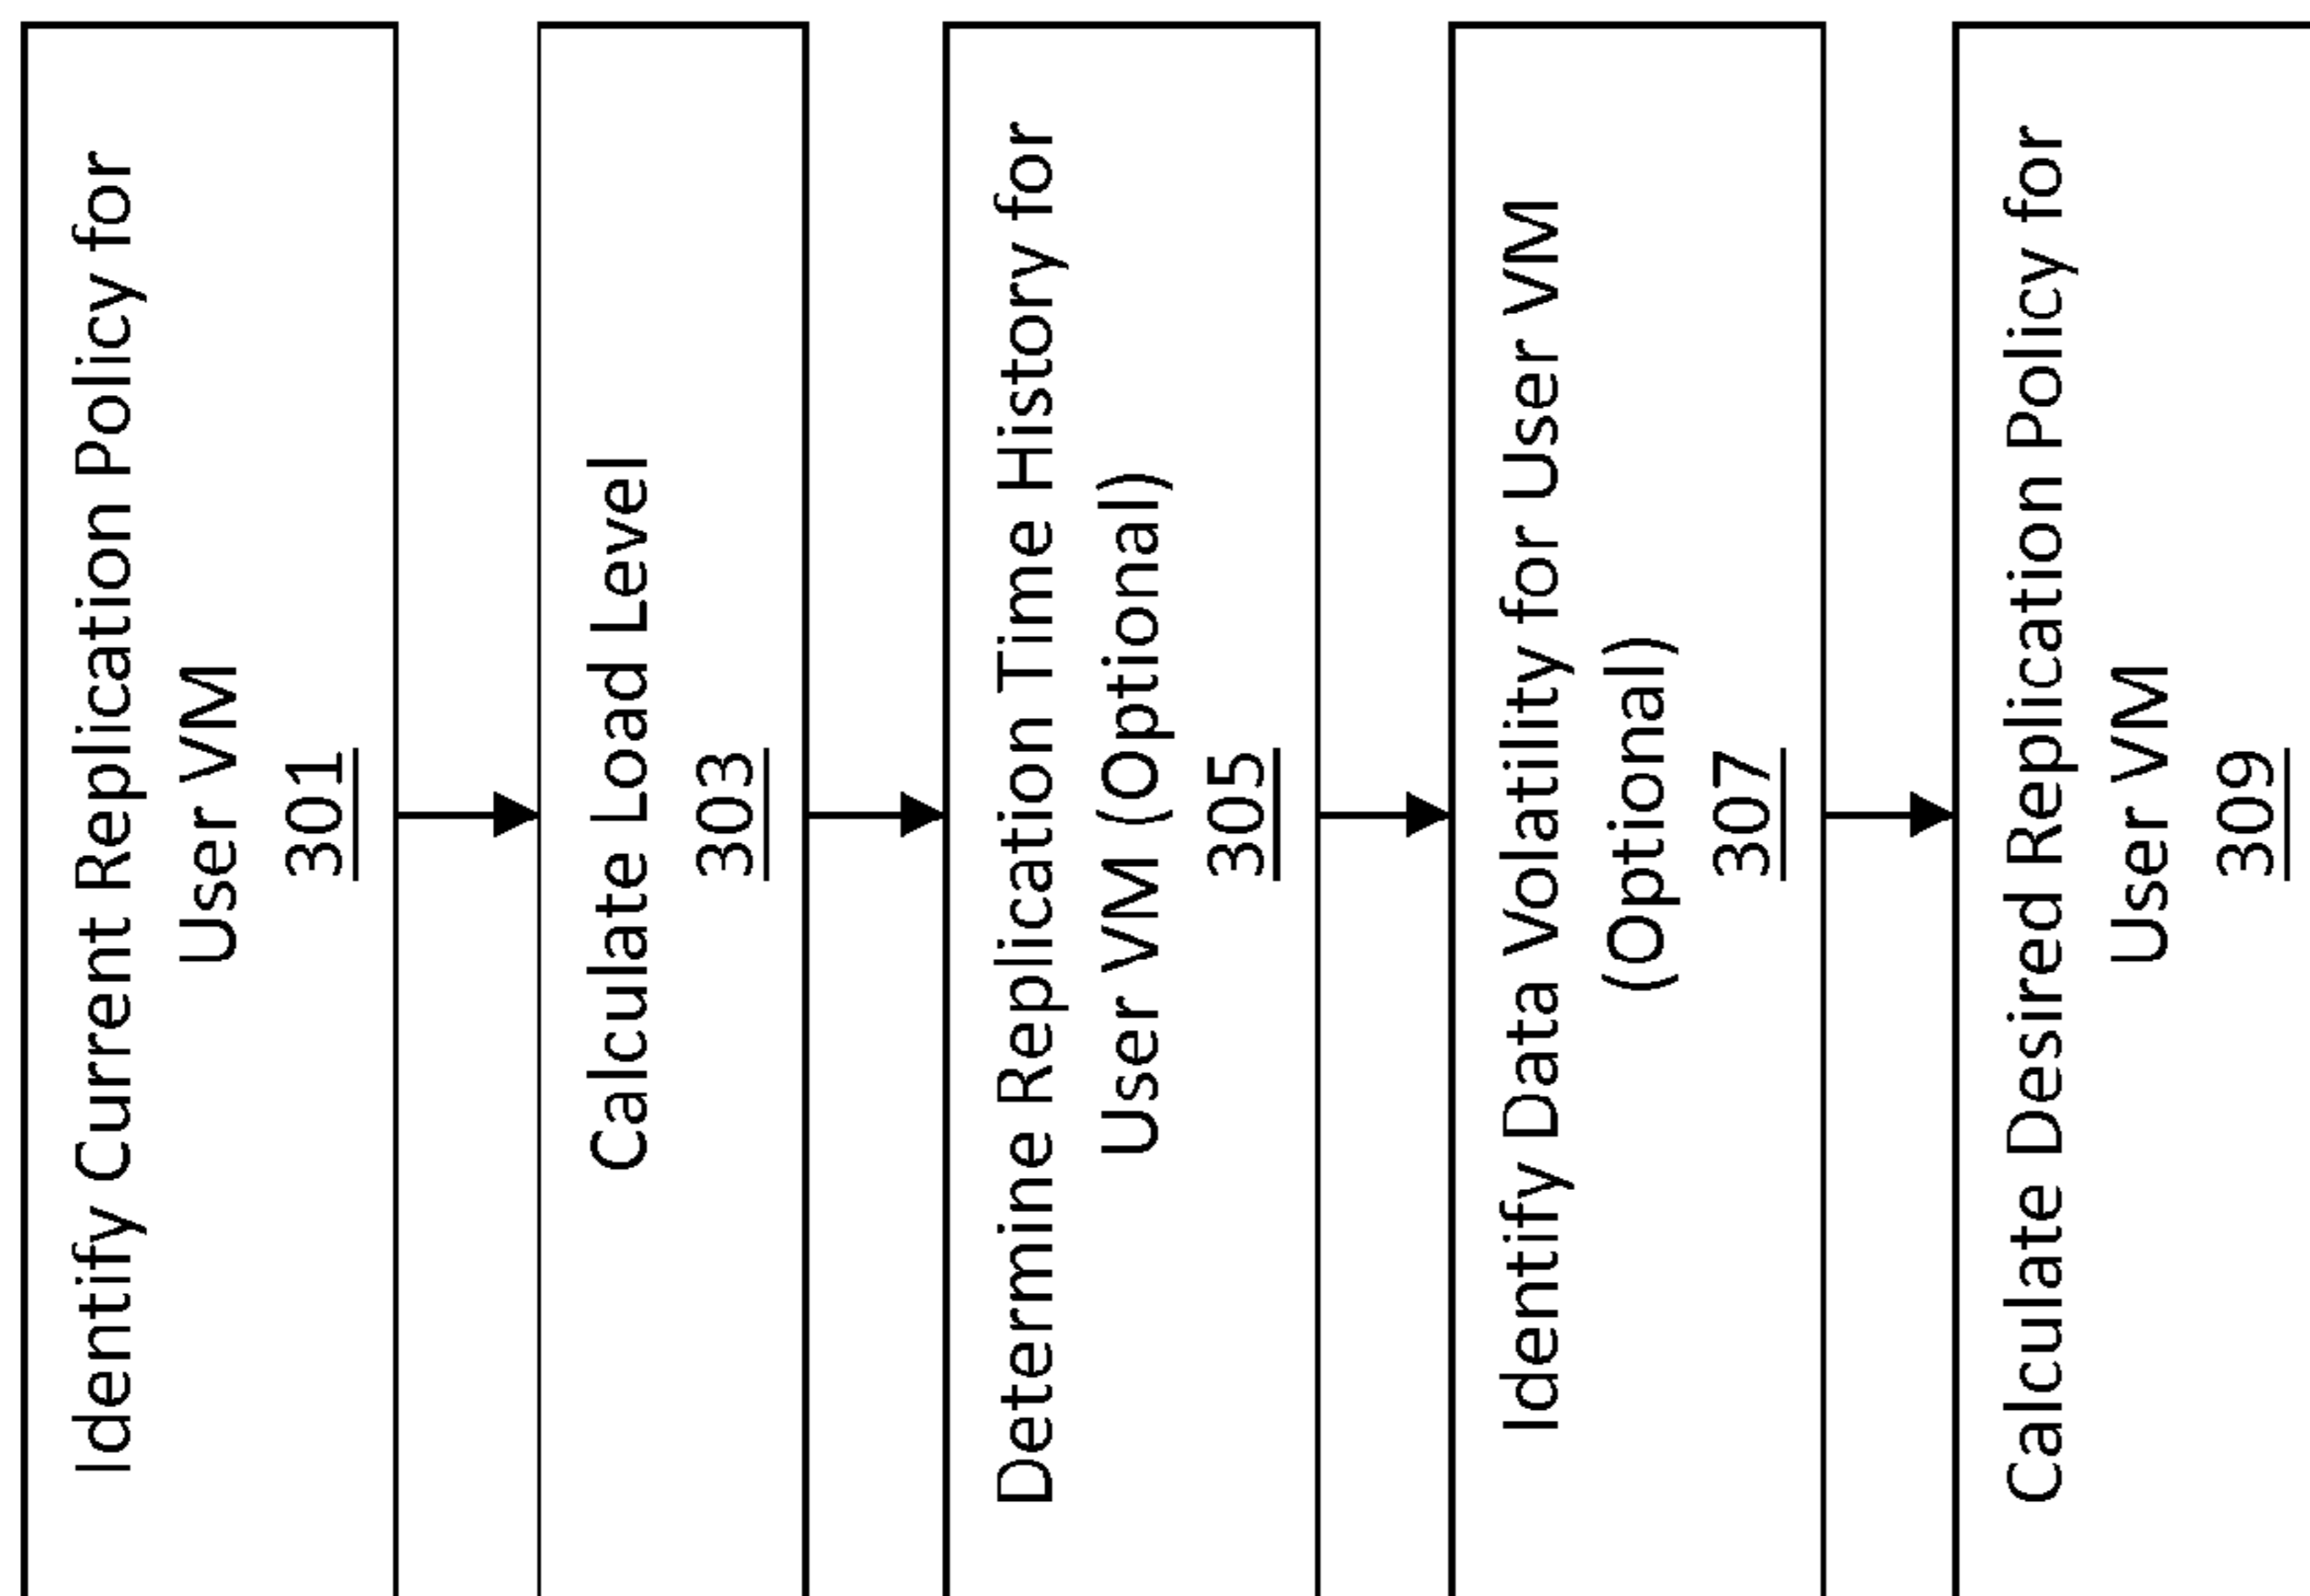 Identify Current Replication Policy for
User VM
301
Calculate Load Level
303
Determine Replication Time History for
User VM (Optional)
305
Identify Data Volatility for User VM
(Optional)
307
Calculate Desired Replication Policy for
User VM
309